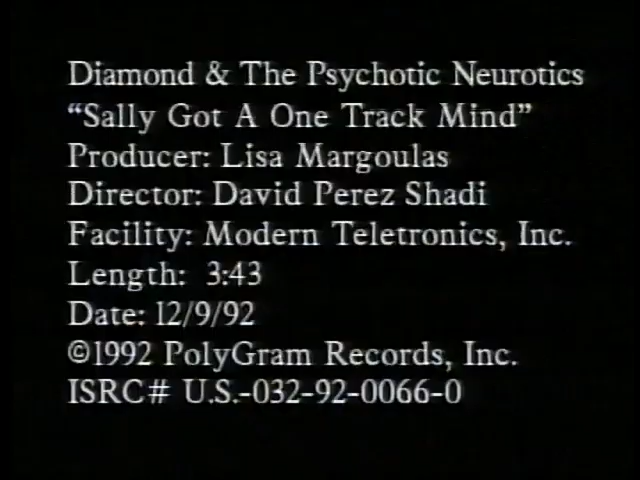 Diamond & The Psychotic Neurotics
“Sally Got A One Track Mind”
Producer: Lisa Margoulas
Director: David Perez Shadi
Facility: Modern Teletronics, Inc.
Length: 3:43
Date: 12/9/92
©1992 PolyGram Records, Inc.
ISRC# U.S.-032-92-0066-0